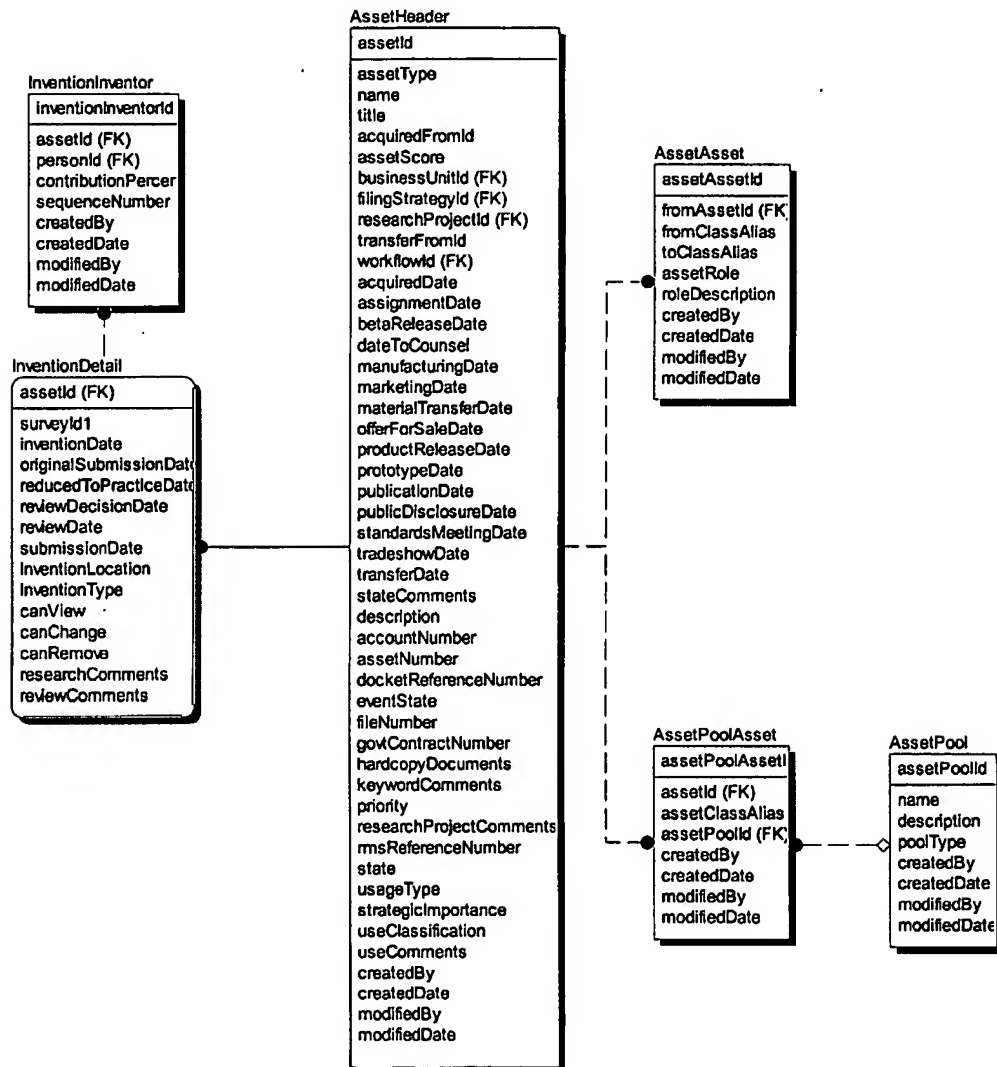 InventionInventor
inventionInventorId
assetId (FK)
personId (FK)
contributionPercer
sequenceNumber
createdBy
createdDate
modifiedBy
modifiedDate
InventionDetail
assetId (FK)
surveyId1
inventionDate
originalSubmissionDate
reducedToPracticeDate
reviewDecisionDate
reviewDate
submissionDate
InventionLocation
InventionType
canView
canChange
canRemove
researchComments
reviewComments
AssetHeader
assetId
assetType
name
title
acquiredFromId
assetScore
businessUnitId (FK)
filingStrategyId (FK)
researchProjectId (FK)
transferFromId
workflowId (FK)
acquiredDate
assignmentDate
betaReleaseDate
dateToCounsel
manufacturingDate
marketingDate
materialTransferDate
offerForSaleDate
productReleaseDate
prototypeDate
publicationDate
publicDisclosureDate
standardsMeetingDate
tradeshowDate
transferDate
stateComments
description
accountNumber
assetNumber
docketReferenceNumber
eventState
fileNumber
govtContractNumber
hardcopyDocuments
keywordComments
priority
researchProjectComments
rmsReferenceNumber
state
usageType
strategicImportance
useClassification
useComments
createdBy
createdDate
modifiedBy
modifiedDate
AssetAsset
assetAssetId
fromAssetId (FK)
fromClassAlias
toClassAlias
assetRole
roleDescription
createdBy
createdDate
modifiedBy
modifiedDate
AssetPoolAsset
assetPoolAssetI
assetId (FK)
assetClassAlias
assetPoolId (FK)
createdBy
createdDate
modifiedBy
modifiedDate
AssetPool
assetPoolId
name
description
poolType
createdBy
createdDate
modifiedBy
modifiedDate